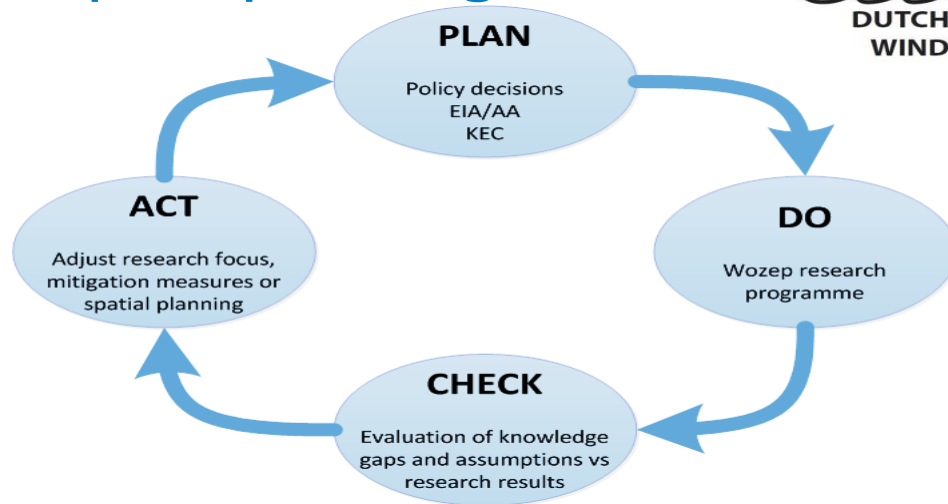 DUTCH
WIND
PLAN
Policy decisions
EIA/AA
KEC
DO
Wozep research
programme
CHECK
Evaluation of knowledge
gaps and assumptions vs
research results
ACT
Adjust research focus,
mitigation measures or
spatial planning